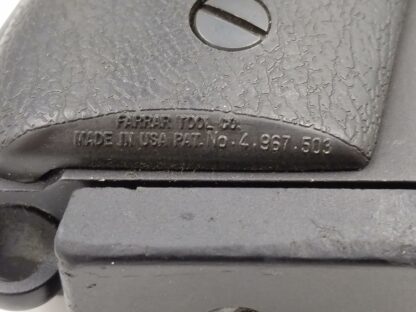 FARRAR TOOL CO.
MADE IN USA PAT. No. 4.967.503